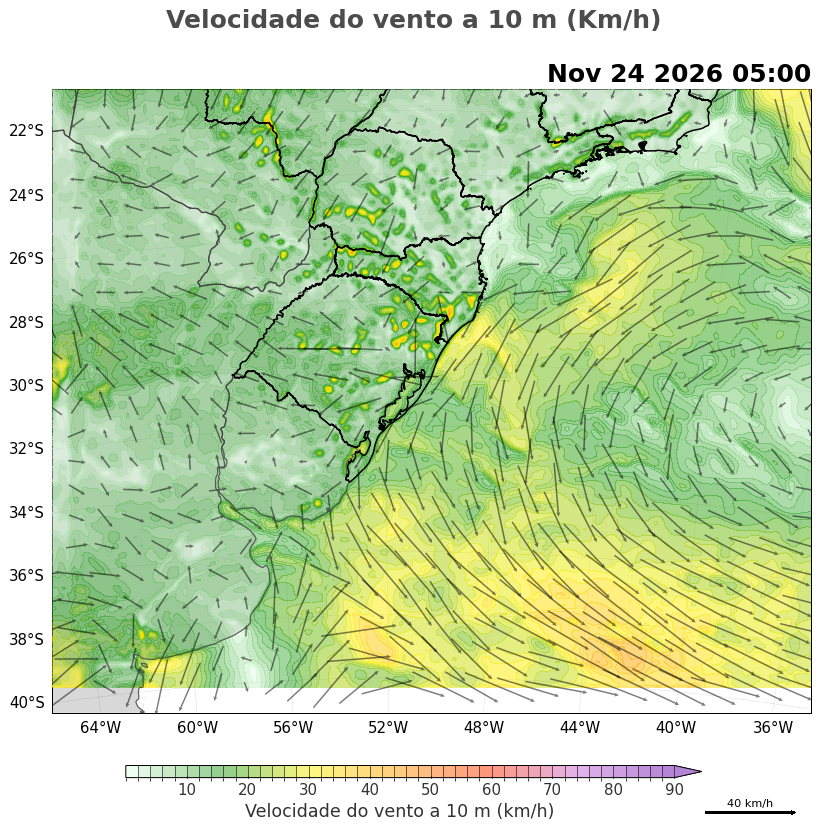 Velocidade do vento a 10 m (Km/h)
Nov 24 2026 05:00
22°S
24°S
26°S
28°S
30°S
32°S
34°S
36°S
38°S
40°S
64°W 60°W 56°W 52°W 48°W 44°W 40°W 36°W
10 20 30 40 50 60 70 80 90
Velocidade do vento a 10 m (km/h)
40 km/h